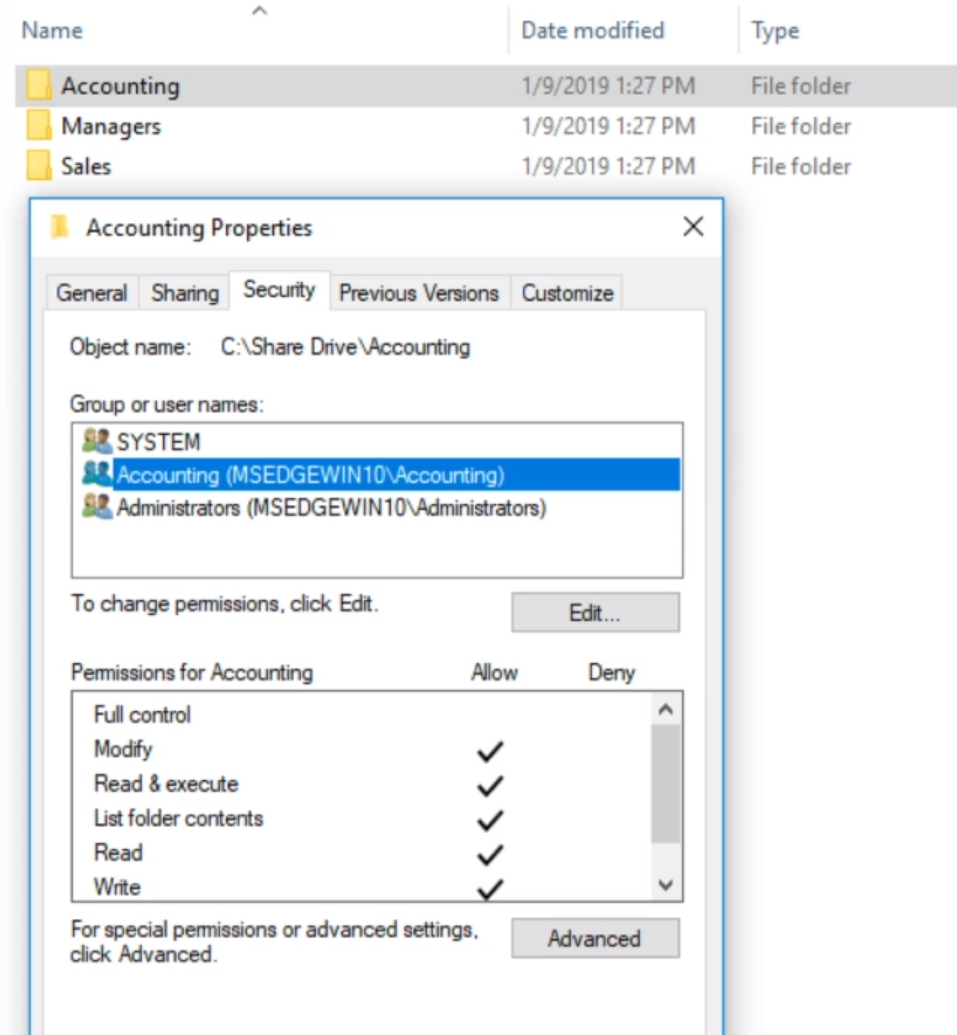 Name Date modified Type
Accounting 1/9/2019 1:27 PM File folder
Managers 1/9/2019 1:27 PM File folder
Sales 1/9/2019 1:27 PM File folder
Accounting Properties
General Sharing Security Previous Versions Customize
Object name: C:\Share Drive\Accounting
Group or user names:
SYSTEM
Accounting (MSEDGEWIN10\Accounting)
Administrators (MSEDGEWIN10\Administrators)
To change permissions, click Edit. Edit...
Permissions for Accounting Allow Deny
Full control
Modify
Read & execute
List folder contents
Read
Write
For special permissions or advanced settings, Advanced
click Advanced.